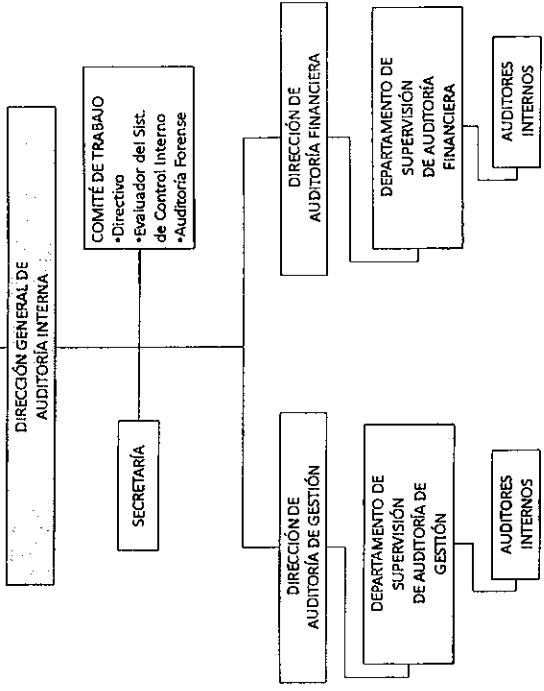 DIRECCIÓN GENERAL DE
AUDITORÍA INTERNA
SECRETARÍA
COMITÉ DE TRABAJO
•Directivo
•Evaluador del Sist.
de Control Interno
•Auditoría Forense
DIRECCIÓN DE
AUDITORÍA DE GESTIÓN
DEPARTAMENTO DE
SUPERVISIÓN
DE AUDITORÍA DE
GESTIÓN
AUDITORES
INTERNOS
DIRECCIÓN DE
AUDITORÍA FINANCIERA
DEPARTAMENTO DE
SUPERVISIÓN
DE AUDITORÍA
FINANCIERA
AUDITORES
INTERNOS